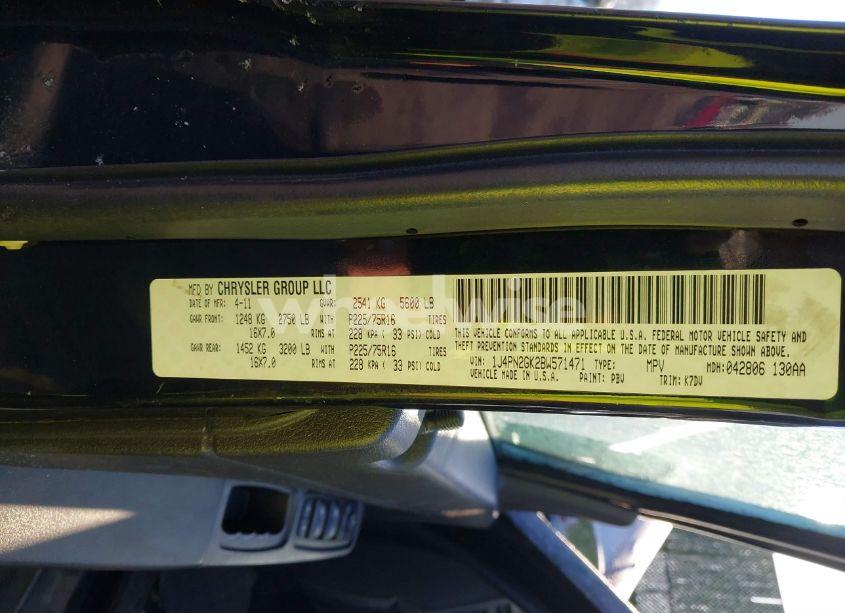 MFD BY CHRYSLER GROUP LLC
DATE OF MFR: 4-11 GVWR: 2541 KG 5600 LB
GAWR FRONT: 1248 KG 2750 LB WITH P225/75R16 TIRES
16X7.0 RIMS AT 228 KPA ( 33 PSI) COLD
GAWR REAR: 1452 KG 3200 LB WITH P225/75R16 TIRES
16X7.0 RIMS AT 228 KPA ( 33 PSI) COLD
THIS VEHICLE CONFORMS TO ALL APPLICABLE U.S.A. FEDERAL MOTOR VEHICLE SAFETY AND
THEFT PREVENTION STANDARDS IN EFFECT ON THE DATE OF MANUFACTURE SHOWN ABOVE.
VIN: 1J4PN2GK2BW571471 TYPE: MPV MDH: 042806 130AA
VEHICLE MADE IN U.S.A. PAINT: PBV TRIM: K7DV
wheelwise